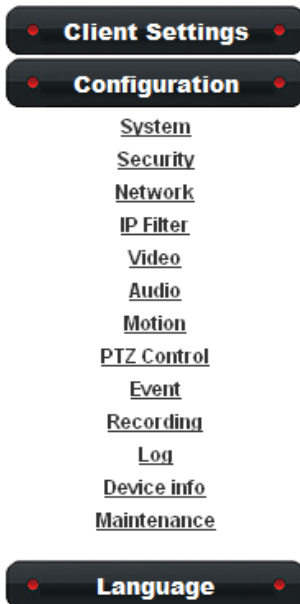 Client Settings
Configuration
System
Security
Network
IP Filter
Video
Audio
Motion
PTZ Control
Event
Recording
Log
Device info
Maintenance
Language